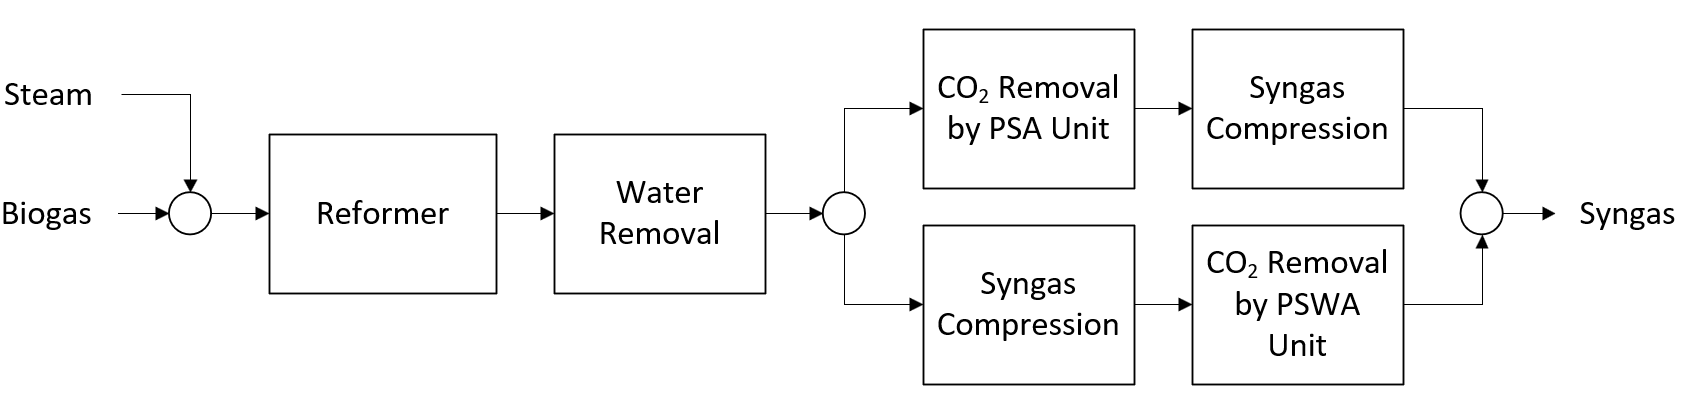 Steam
Biogas
Reformer
Water
Removal
CO₂ Removal
by PSA Unit
Syngas
Compression
Syngas
Compression
CO₂ Removal
by PSWA
Unit
Syngas